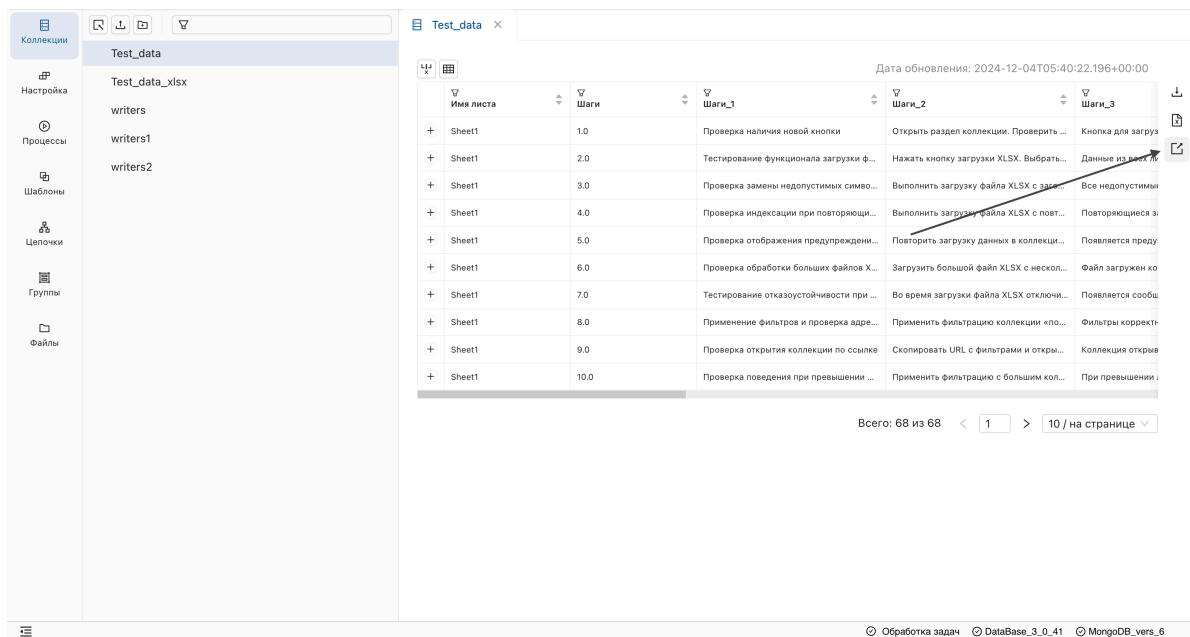 Коллекции
Настройка
Процессы
Шаблоны
Цепочки
Группы
Файлы
Test_data
Test_data_xlsx
writers
writers1
writers2
Test_data
Дата обновления: 2024-12-04T05:40:22.196+00:00
Имя листа Шаги Шаги_1 Шаги_2 Шаги_3
Sheet1 1.0 Проверка наличия новой кнопки Открыть раздел коллекции. Проверить ... Кнопка для загруз
Sheet1 2.0 Тестирование функционала загрузки ф... Нажать кнопку загрузки XLSX. Выбрать... Данные из всех ли
Sheet1 3.0 Проверка замены недопустимых симво... Выполнить загрузку файла XLSX с заго... Все недопустимые
Sheet1 4.0 Проверка индексации при повторяющи... Выполнить загрузку файла XLSX с повт... Повторяющиеся за
Sheet1 5.0 Проверка отображения предупреждени... Повторить загрузку данных в коллекци... Появляется преду
Sheet1 6.0 Проверка обработки больших файлов X... Загрузить большой файл XLSX с нескол... Файл загружен ко
Sheet1 7.0 Тестирование отказоустойчивости при ... Во время загрузки файла XLSX отключи... Появляется сообщ
Sheet1 8.0 Применение фильтров и проверка адре... Применить фильтрацию коллекции «по... Фильтры корректн
Sheet1 9.0 Проверка открытия коллекции по ссылке Скопировать URL с фильтрами и откры... Коллекция открыв
Sheet1 10.0 Проверка поведения при превышении ... Применить фильтрацию с большим кол... При превышении
Всего: 68 из 68 1 10 / на странице
Обработка задач DataBase_3_0_41 MongoDB_vers_6